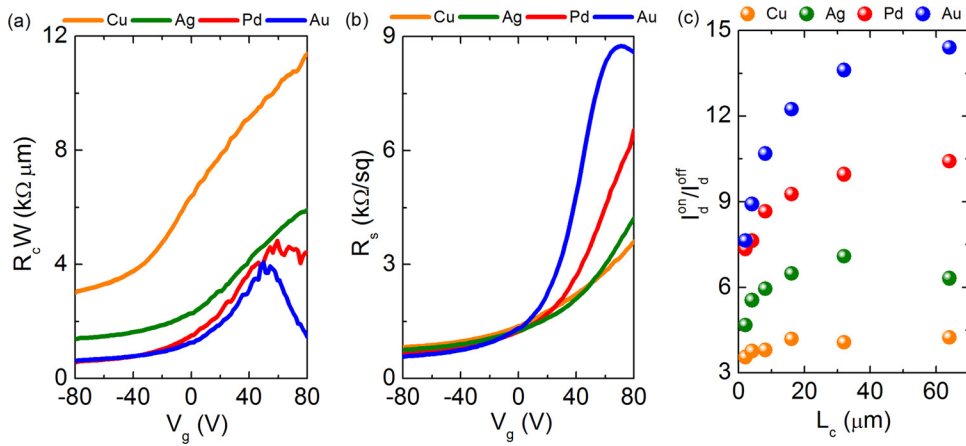 (a) Cu Ag Pd Au
12
8
4
0
-80 -40 0 40 80
R_cW (kΩ μm)
V_g (V)
(b) Cu Ag Pd Au
9
6
3
0
-80 -40 0 40 80
R_s (kΩ/sq)
V_g (V)
(c) Cu Ag Pd Au
15
12
9
6
3
0 20 40 60
I_d^on/I_d^off
L_c (μm)